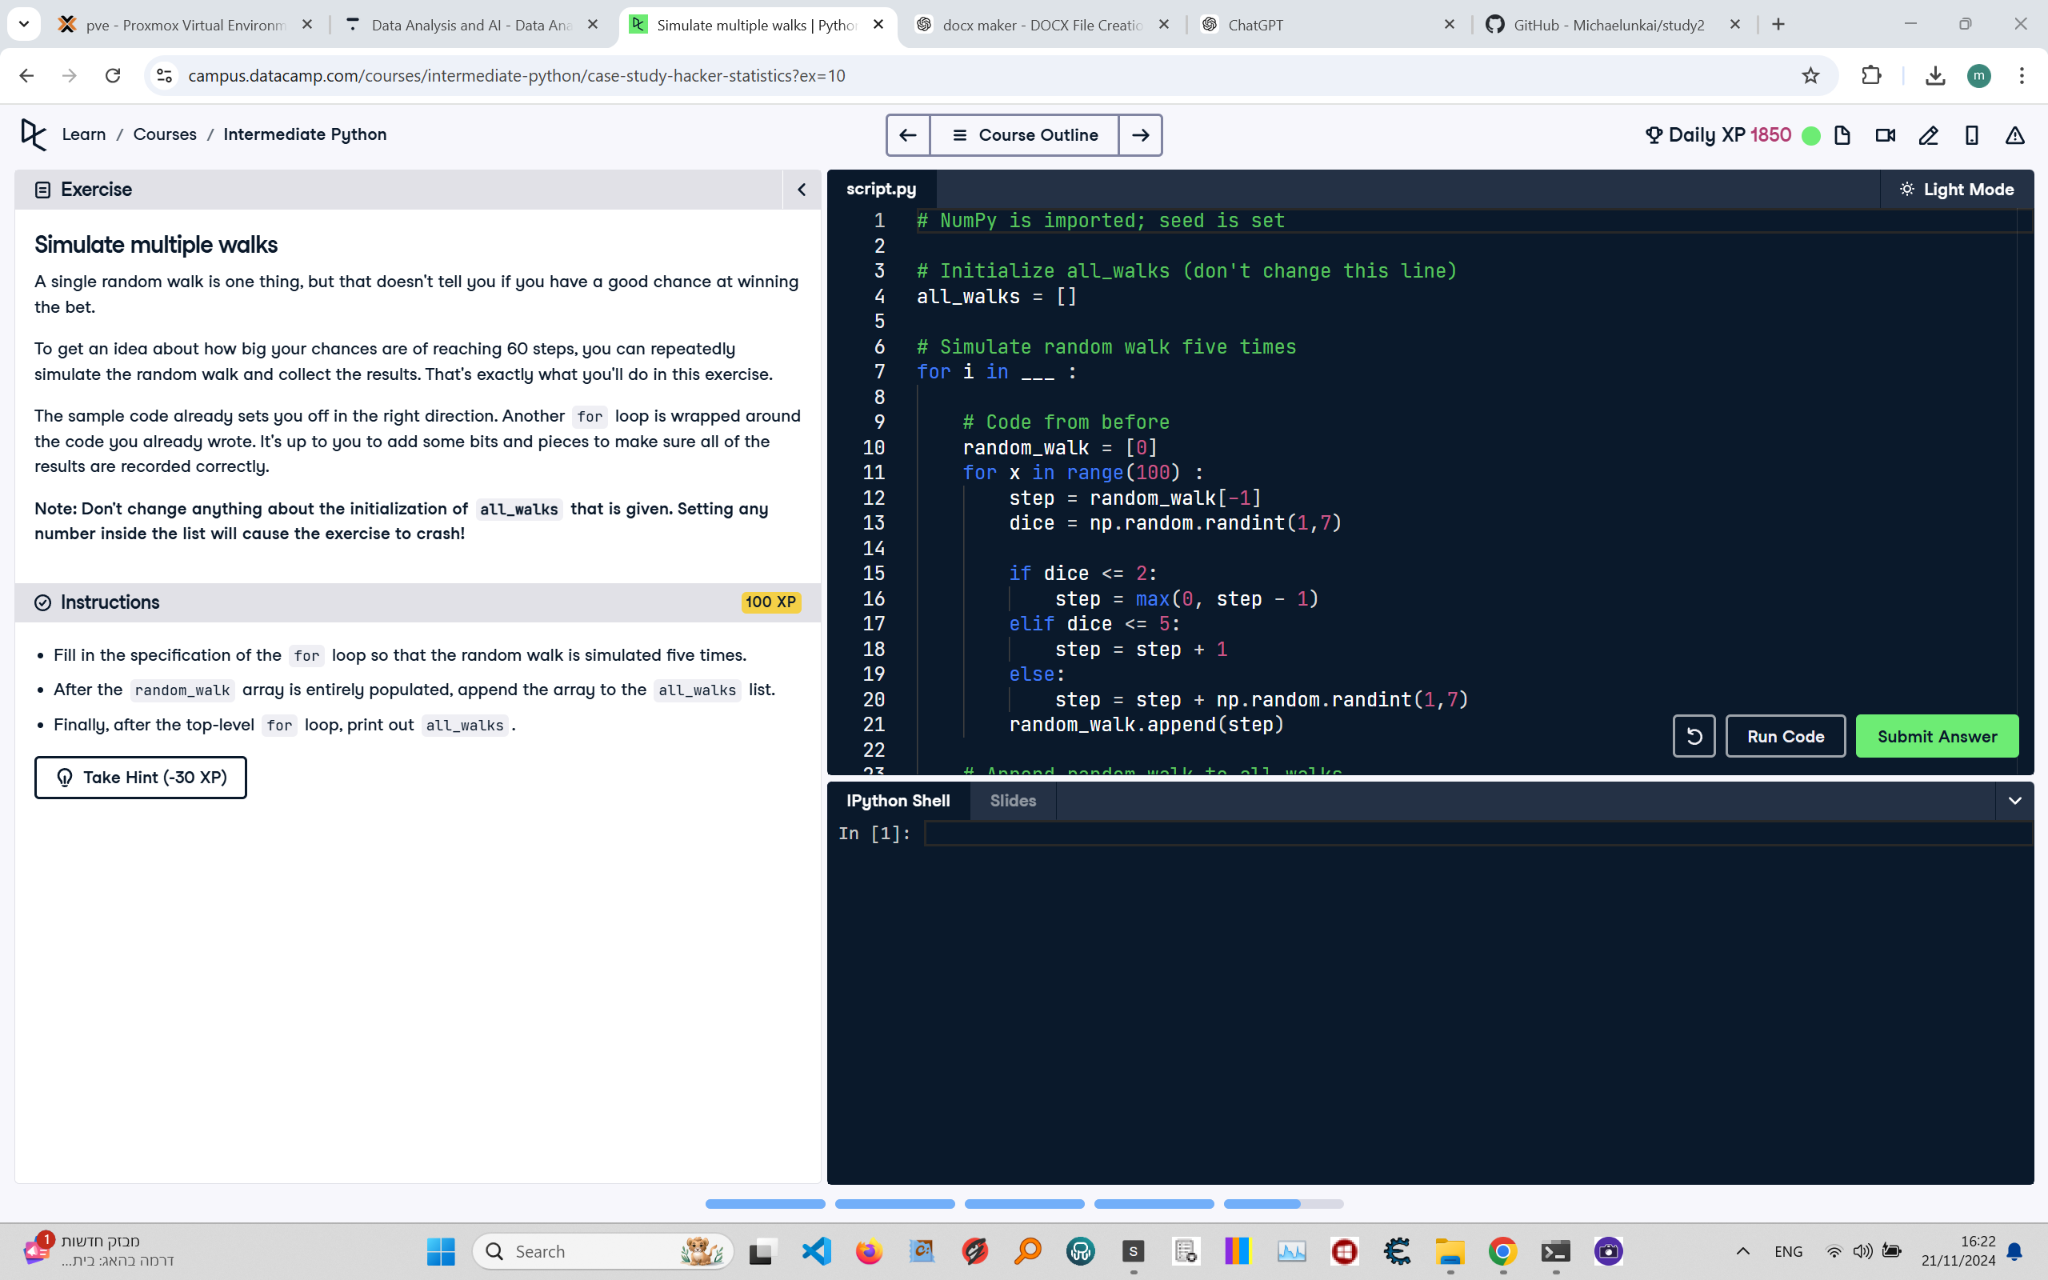 pve - Proxmox Virtual Environm
Data Analysis and AI - Data Ana
Simulate multiple walks | Pythor
docx maker - DOCX File Creatio
ChatGPT
GitHub - Michaelunkai/study2
campus.datacamp.com/courses/intermediate-python/case-study-hacker-statistics?ex=10
m
Learn / Courses / Intermediate Python
Course Outline
Daily XP 1850
Exercise
Simulate multiple walks
A single random walk is one thing, but that doesn't tell you if you have a good chance at winning
the bet.
To get an idea about how big your chances are of reaching 60 steps, you can repeatedly
simulate the random walk and collect the results. That's exactly what you'll do in this exercise.
The sample code already sets you off in the right direction. Another for loop is wrapped around
the code you already wrote. It's up to you to add some bits and pieces to make sure all of the
results are recorded correctly.
Note: Don't change anything about the initialization of all_walks that is given. Setting any
number inside the list will cause the exercise to crash!
Instructions
100 XP
• Fill in the specification of the for loop so that the random walk is simulated five times.
• After the random_walk array is entirely populated, append the array to the all_walks list.
• Finally, after the top-level for loop, print out all_walks.
Take Hint (-30 XP)
script.py
Light Mode
1 # NumPy is imported; seed is set
2
3 # Initialize all_walks (don't change this line)
4 all_walks = []
5
6 # Simulate random walk five times
7 for i in ___ :
8
9 # Code from before
10 random_walk = [0]
11 for x in range(100) :
12 step = random_walk[-1]
13 dice = np.random.randint(1,7)
14
15 if dice <= 2:
16 step = max(0, step - 1)
17 elif dice <= 5:
18 step = step + 1
19 else:
20 step = step + np.random.randint(1,7)
21 random_walk.append(step)
22
23 # Append random_walk to all_walks
Run Code
Submit Answer
IPython Shell
Slides
In [1]:
1
מבזק חדשות
דרמה בהאג: בית...
Search
S
ENG
16:22
21/11/2024